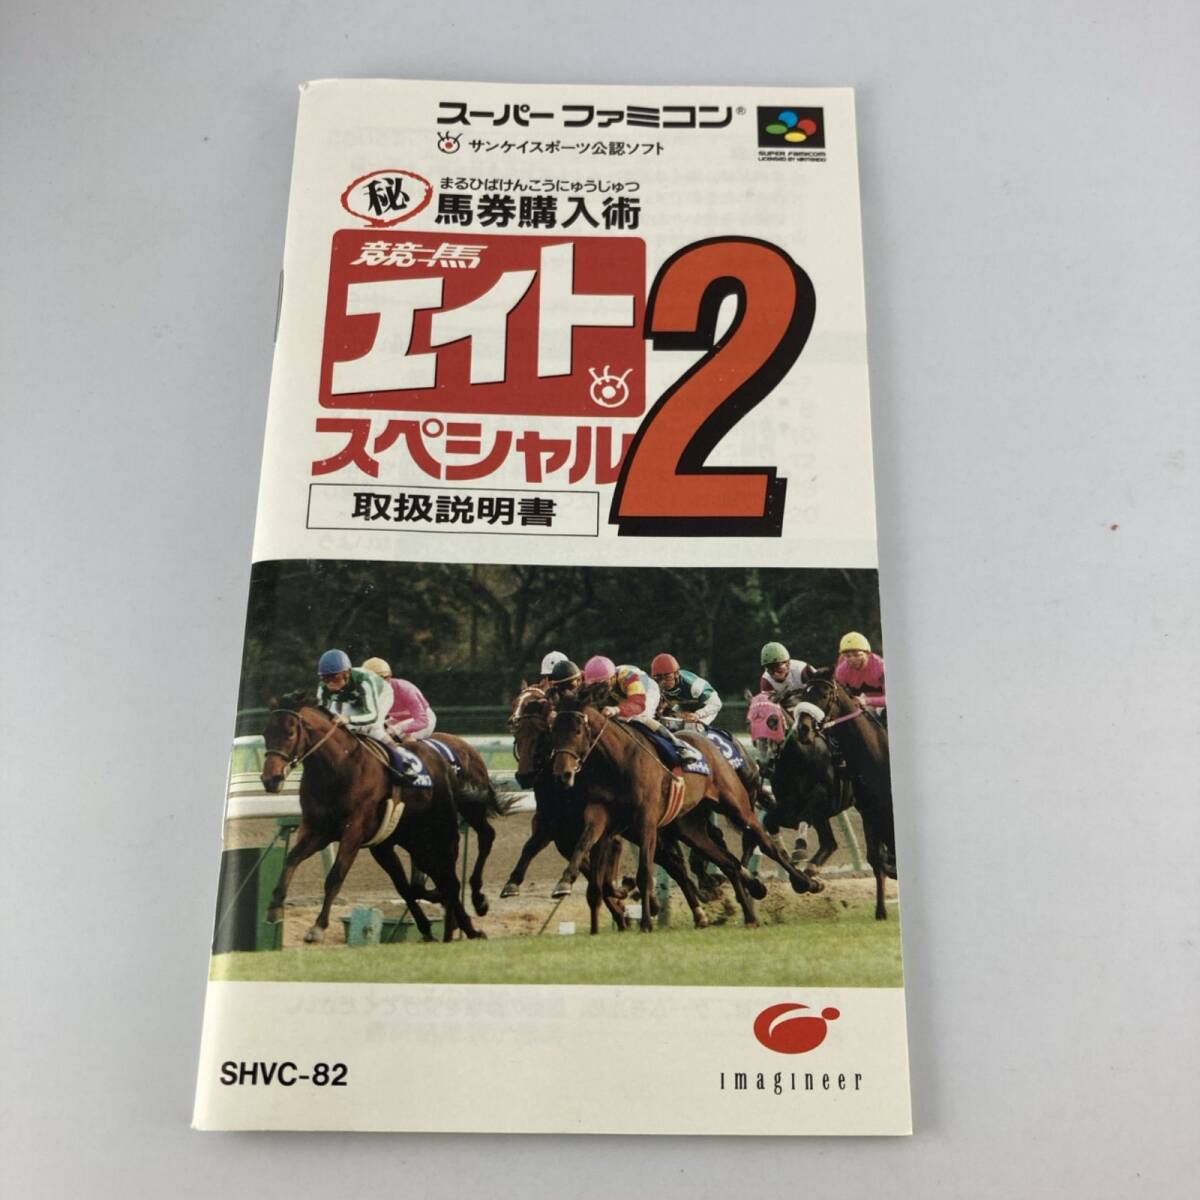 スーパーファミコン®
サンケイスポーツ公認ソフト
SUPER FAMICOM
LICENSED BY NINTENDO
まるひばけんこうにゅうじゅつ
㊙馬券購入術
競馬
エイト
スペシャル2
取扱説明書
SHVC-82
imagineer